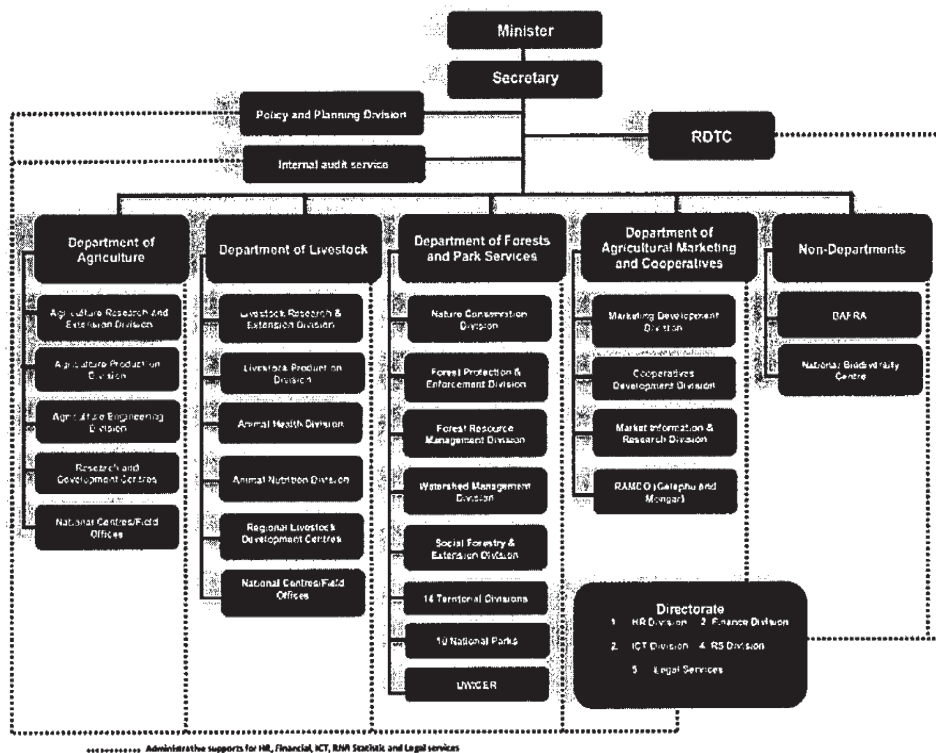 Minister
Secretary
Policy and Planning Division
RDTC
Internal audit service
Department of
Agriculture
Agriculture Research and
Extension Division
Agriculture Production
Division
Agriculture Engineering
Division
Research and
Development Centres
National Centres/Field
Offices
Department of Livestock
Livestock Research &
Extension Division
Livestock Production
Division
Animal Health Division
Animal Nutrition Division
Regional Livestock
Development Centres
National Centres/Field
Offices
Department of Forests
and Park Services
Nature Conservation
Division
Forest Protection &
Enforcement Division
Forest Resource
Management Division
Watershed Management
Division
Social Forestry &
Extension Division
14 Territorial Divisions
10 National Parks
UWICER
Department of
Agricultural Marketing
and Cooperatives
Marketing Development
Division
Cooperatives
Development Division
Market Information &
Research Division
RAMCO (Gelephu and
Mongar)
Non-Departments
BAFRA
National Biodiversity
Centre
Directorate
1. HR Division 2. Finance Division
2. ICT Division 4. RS Division
5. Legal Services
Administrative supports for HR, Financial, ICT, RNR Statistic and Legal services